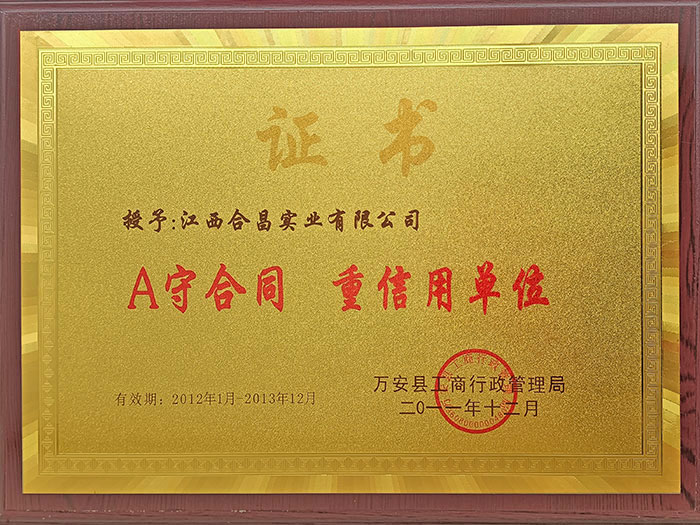 证书
授予:江西合昌实业有限公司
A守合同 重信用单位
万安县工商行政管理局
有效期：2012年1月-2013年12月
二0一一年十二月